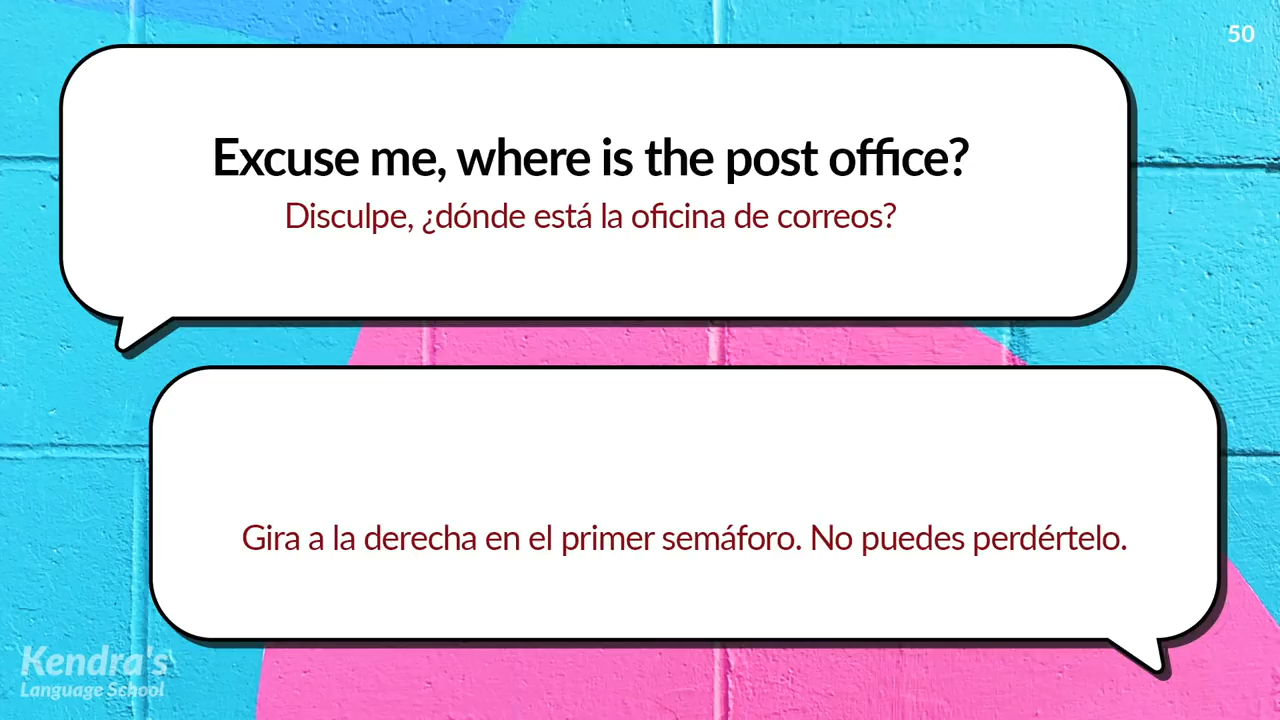 50
Excuse me, where is the post office?
Disculpe, ¿dónde está la oficina de correos?
Gira a la derecha en el primer semáforo. No puedes perdértelo.
Kendra's
Language School